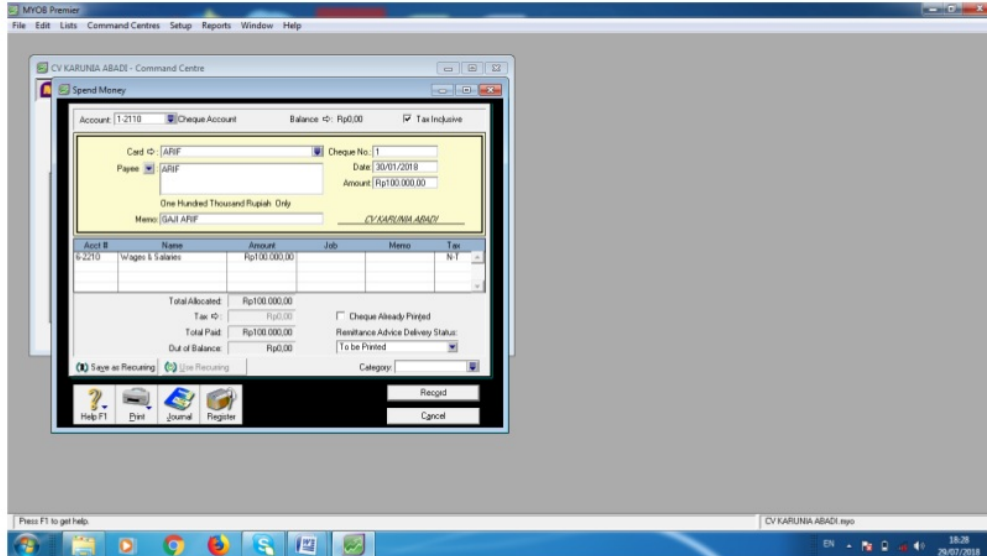 MYOB Premier
File Edit Lists Command Centres Setup Reports Window Help
CV KARUNIA ABADI - Command Centre
Spend Money
Account: 1-2110 Cheque Account Balance ⇨: Rp0,00 Tax Inclusive
Card ⇨: ARIF Cheque No.: 1
Payee : ARIF Date: 30/01/2018
Amount: Rp100.000,00
One Hundred Thousand Rupiah Only
Memo: GAJI ARIF CV KARUNIA ABADI
Acct # Name Amount Job Memo Tax
6-2210 Wages & Salaries Rp100.000,00 N-T
Total Allocated: Rp100.000,00
Tax ⇨: Rp0,00 Cheque Already Printed
Total Paid: Rp100.000,00 Remittance Advice Delivery Status:
Out of Balance: Rp0,00 To be Printed
Save as Recurring Use Recurring Category:
Help F1 Print Journal Register Record
Cancel
Press F1 to get help. CV KARUNIA ABADI.myo
EN 18:28
29/07/2018